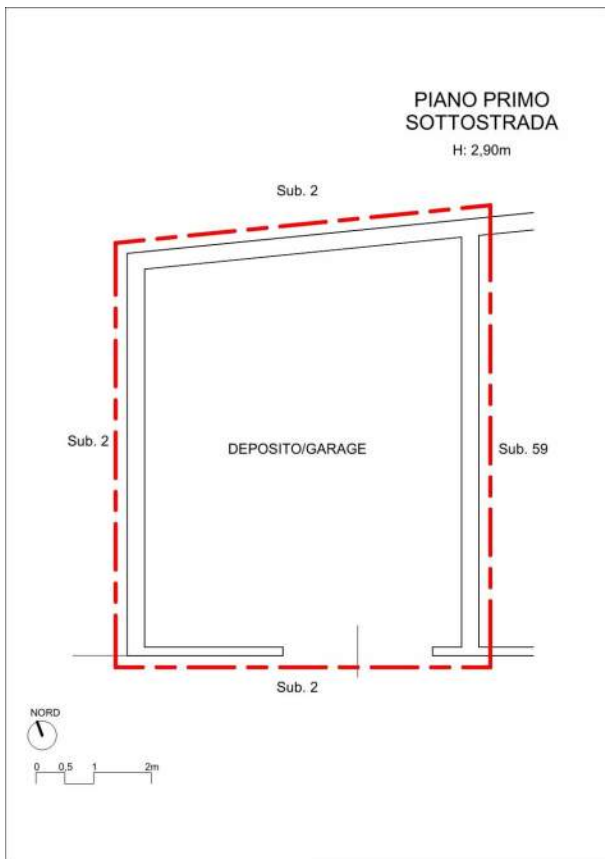 PIANO PRIMO
SOTTOSTRADA
H: 2,90m
Sub. 2
Sub. 2
DEPOSITO/GARAGE
Sub. 59
Sub. 2
NORD
0 0,5 1 2m